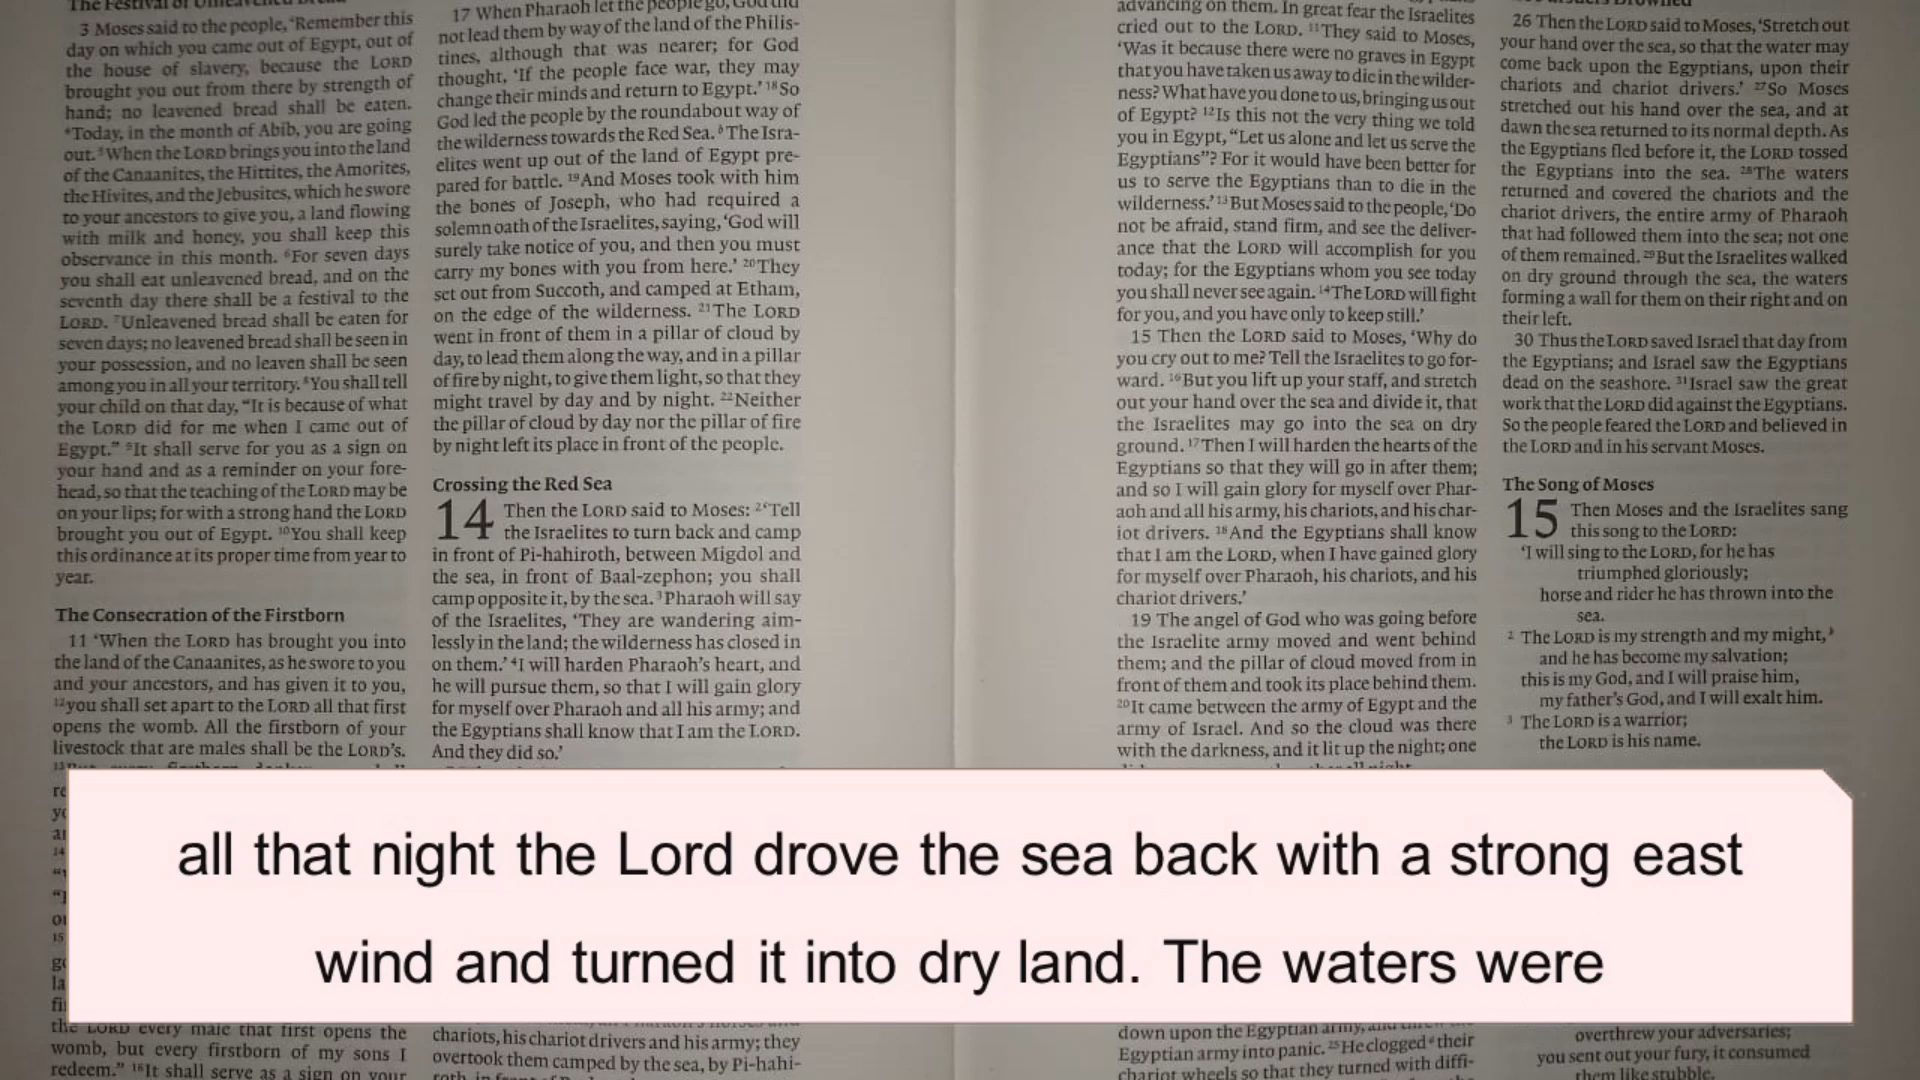 The Festival of Unleavened Bread
3 Moses said to the people, ‘Remember this
day on which you came out of Egypt, out of
the house of slavery, because the LORD
brought you out from there by strength of
hand; no leavened bread shall be eaten.
⁴Today, in the month of Abib, you are going
out. ⁵When the LORD brings you into the land
of the Canaanites, the Hittites, the Amorites,
the Hivites, and the Jebusites, which he swore
to your ancestors to give you, a land flowing
with milk and honey, you shall keep this
observance in this month. ⁶For seven days
you shall eat unleavened bread, and on the
seventh day there shall be a festival to the
LORD. ⁷Unleavened bread shall be eaten for
seven days; no leavened bread shall be seen in
your possession, and no leaven shall be seen
among you in all your territory. ⁸You shall tell
your child on that day, “It is because of what
the LORD did for me when I came out of
Egypt.” ⁹It shall serve for you as a sign on
your hand and as a reminder on your fore-
head, so that the teaching of the LORD may be
on your lips; for with a strong hand the LORD
brought you out of Egypt. ¹⁰You shall keep
this ordinance at its proper time from year to
year.
The Consecration of the Firstborn
11 ‘When the LORD has brought you into
the land of the Canaanites, as he swore to you
and your ancestors, and has given it to you,
¹²you shall set apart to the LORD all that first
opens the womb. All the firstborn of your
livestock that are males shall be the LORD’s.
the LORD every male that first opens the
womb, but every firstborn of my sons I
redeem.” ¹⁶It shall serve as a sign on your
17 When Pharaoh let the people go, God did
not lead them by way of the land of the Philis-
tines, although that was nearer; for God
thought, ‘If the people face war, they may
change their minds and return to Egypt.’ ¹⁸So
God led the people by the roundabout way of
the wilderness towards the Red Sea.ᵇ The Isra-
elites went up out of the land of Egypt pre-
pared for battle. ¹⁹And Moses took with him
the bones of Joseph, who had required a
solemn oath of the Israelites, saying, ‘God will
surely take notice of you, and then you must
carry my bones with you from here.’ ²⁰They
set out from Succoth, and camped at Etham,
on the edge of the wilderness. ²¹The LORD
went in front of them in a pillar of cloud by
day, to lead them along the way, and in a pillar
of fire by night, to give them light, so that they
might travel by day and by night. ²²Neither
the pillar of cloud by day nor the pillar of fire
by night left its place in front of the people.
Crossing the Red Sea
14 Then the LORD said to Moses: ²‘Tell
the Israelites to turn back and camp
in front of Pi-hahiroth, between Migdol and
the sea, in front of Baal-zephon; you shall
camp opposite it, by the sea. ³Pharaoh will say
of the Israelites, ‘They are wandering aim-
lessly in the land; the wilderness has closed in
on them.’ ⁴I will harden Pharaoh’s heart, and
he will pursue them, so that I will gain glory
for myself over Pharaoh and all his army; and
the Egyptians shall know that I am the LORD.
And they did so.’
chariots, his chariot drivers and his army; they
overtook them camped by the sea, by Pi-hahi-
advancing on them. In great fear the Israelites
cried out to the LORD. ¹¹They said to Moses,
‘Was it because there were no graves in Egypt
that you have taken us away to die in the wilder-
ness? What have you done to us, bringing us out
of Egypt? ¹²Is this not the very thing we told
you in Egypt, “Let us alone and let us serve the
Egyptians”? For it would have been better for
us to serve the Egyptians than to die in the
wilderness.’ ¹³But Moses said to the people, ‘Do
not be afraid, stand firm, and see the deliver-
ance that the LORD will accomplish for you
today; for the Egyptians whom you see today
you shall never see again. ¹⁴The LORD will fight
for you, and you have only to keep still.’
15 Then the LORD said to Moses, ‘Why do
you cry out to me? Tell the Israelites to go for-
ward. ¹⁶But you lift up your staff, and stretch
out your hand over the sea and divide it, that
the Israelites may go into the sea on dry
ground. ¹⁷Then I will harden the hearts of the
Egyptians so that they will go in after them;
and so I will gain glory for myself over Phar-
aoh and all his army, his chariots, and his char-
iot drivers. ¹⁸And the Egyptians shall know
that I am the LORD, when I have gained glory
for myself over Pharaoh, his chariots, and his
chariot drivers.’
19 The angel of God who was going before
the Israelite army moved and went behind
them; and the pillar of cloud moved from in
front of them and took its place behind them.
²⁰It came between the army of Egypt and the
army of Israel. And so the cloud was there
with the darkness, and it lit up the night; one
down upon the Egyptian army, and threw the
Egyptian army into panic. ²⁵He clogged their
chariot wheels so that they turned with diffi-
Drowned
26 Then the LORD said to Moses, ‘Stretch out
your hand over the sea, so that the water may
come back upon the Egyptians, upon their
chariots and chariot drivers.’ ²⁷So Moses
stretched out his hand over the sea, and at
dawn the sea returned to its normal depth. As
the Egyptians fled before it, the LORD tossed
the Egyptians into the sea. ²⁸The waters
returned and covered the chariots and the
chariot drivers, the entire army of Pharaoh
that had followed them into the sea; not one
of them remained. ²⁹But the Israelites walked
on dry ground through the sea, the waters
forming a wall for them on their right and on
their left.
30 Thus the LORD saved Israel that day from
the Egyptians; and Israel saw the Egyptians
dead on the seashore. ³¹Israel saw the great
work that the LORD did against the Egyptians.
So the people feared the LORD and believed in
the LORD and in his servant Moses.
The Song of Moses
15 Then Moses and the Israelites sang
this song to the LORD:
‘I will sing to the LORD, for he has
triumphed gloriously;
horse and rider he has thrown into the
sea.
² The LORD is my strength and my might,
and he has become my salvation;
this is my God, and I will praise him,
my father’s God, and I will exalt him.
³ The LORD is a warrior;
the LORD is his name.
overthrew your adversaries;
you sent out your fury, it consumed
them like stubble.
all that night the Lord drove the sea back with a strong east
wind and turned it into dry land. The waters were